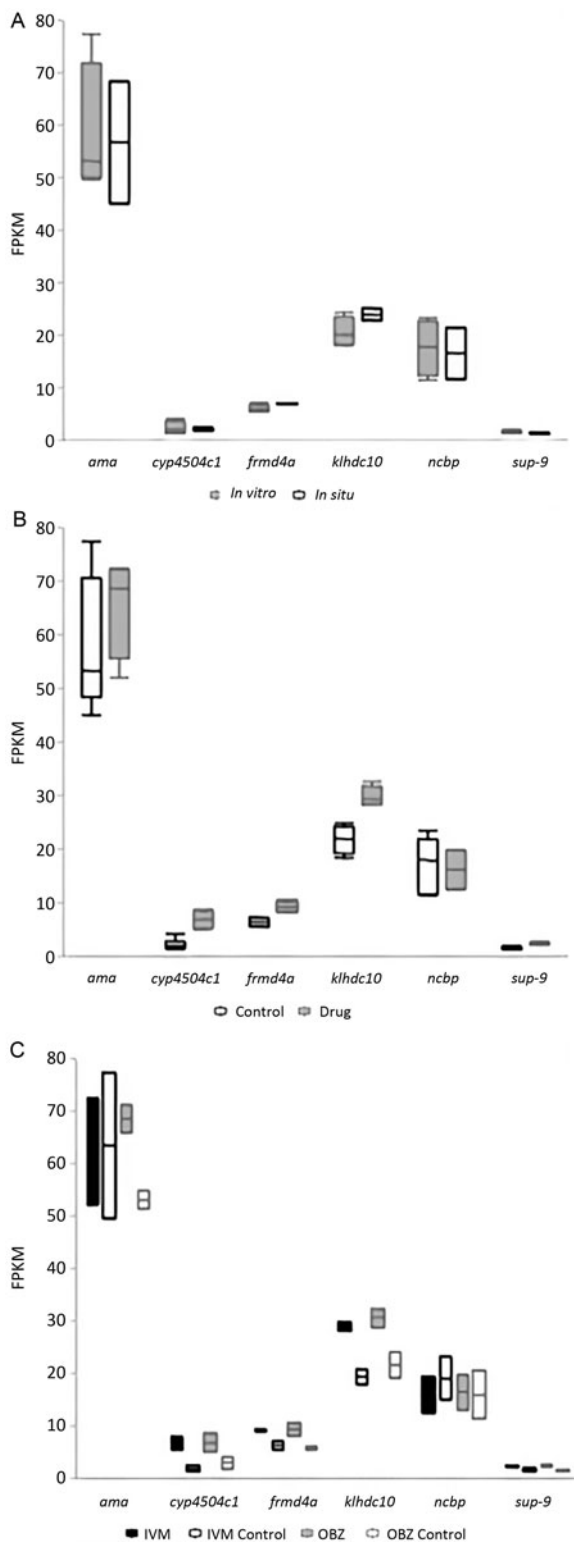 A
80
70
60
50
40
30
20
10
0
FPKM
ama cyp4504c1 frmd4a klhdc10 ncbp sup-9
In vitro In situ
B
80
70
60
50
40
30
20
10
0
FPKM
ama cyp4504c1 frmd4a klhdc10 ncbp sup-9
Control Drug
C
80
70
60
50
40
30
20
10
0
FPKM
ama cyp4504c1 frmd4a klhdc10 ncbp sup-9
IVM IVM Control OBZ OBZ Control